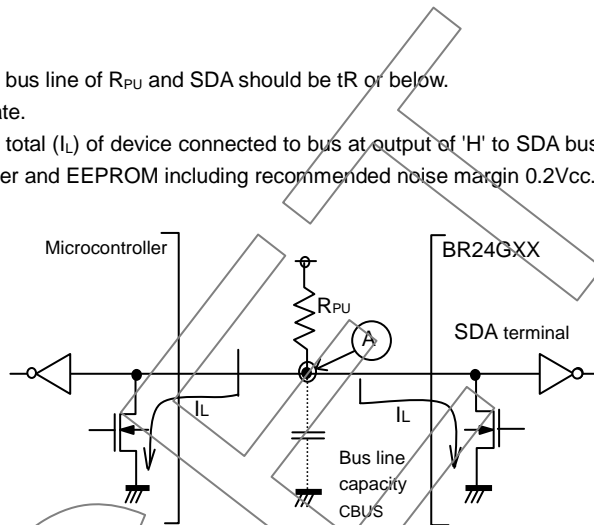 bus line of RPU and SDA should be tR or below.
ate.
total (IL) of device connected to bus at output of 'H' to SDA bus
er and EEPROM including recommended noise margin 0.2Vcc.
Microcontroller
BR24GXX
RPU
A
SDA terminal
IL
IL
Bus line
capacity
CBUS